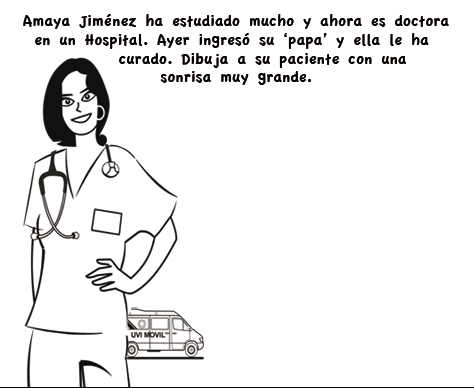 Amaya Jiménez ha estudiado mucho y ahora es doctora
en un Hospital. Ayer ingresó su ‘papa’ y ella le ha
curado. Dibuja a su paciente con una
sonrisa muy grande.
UVI MOVIL